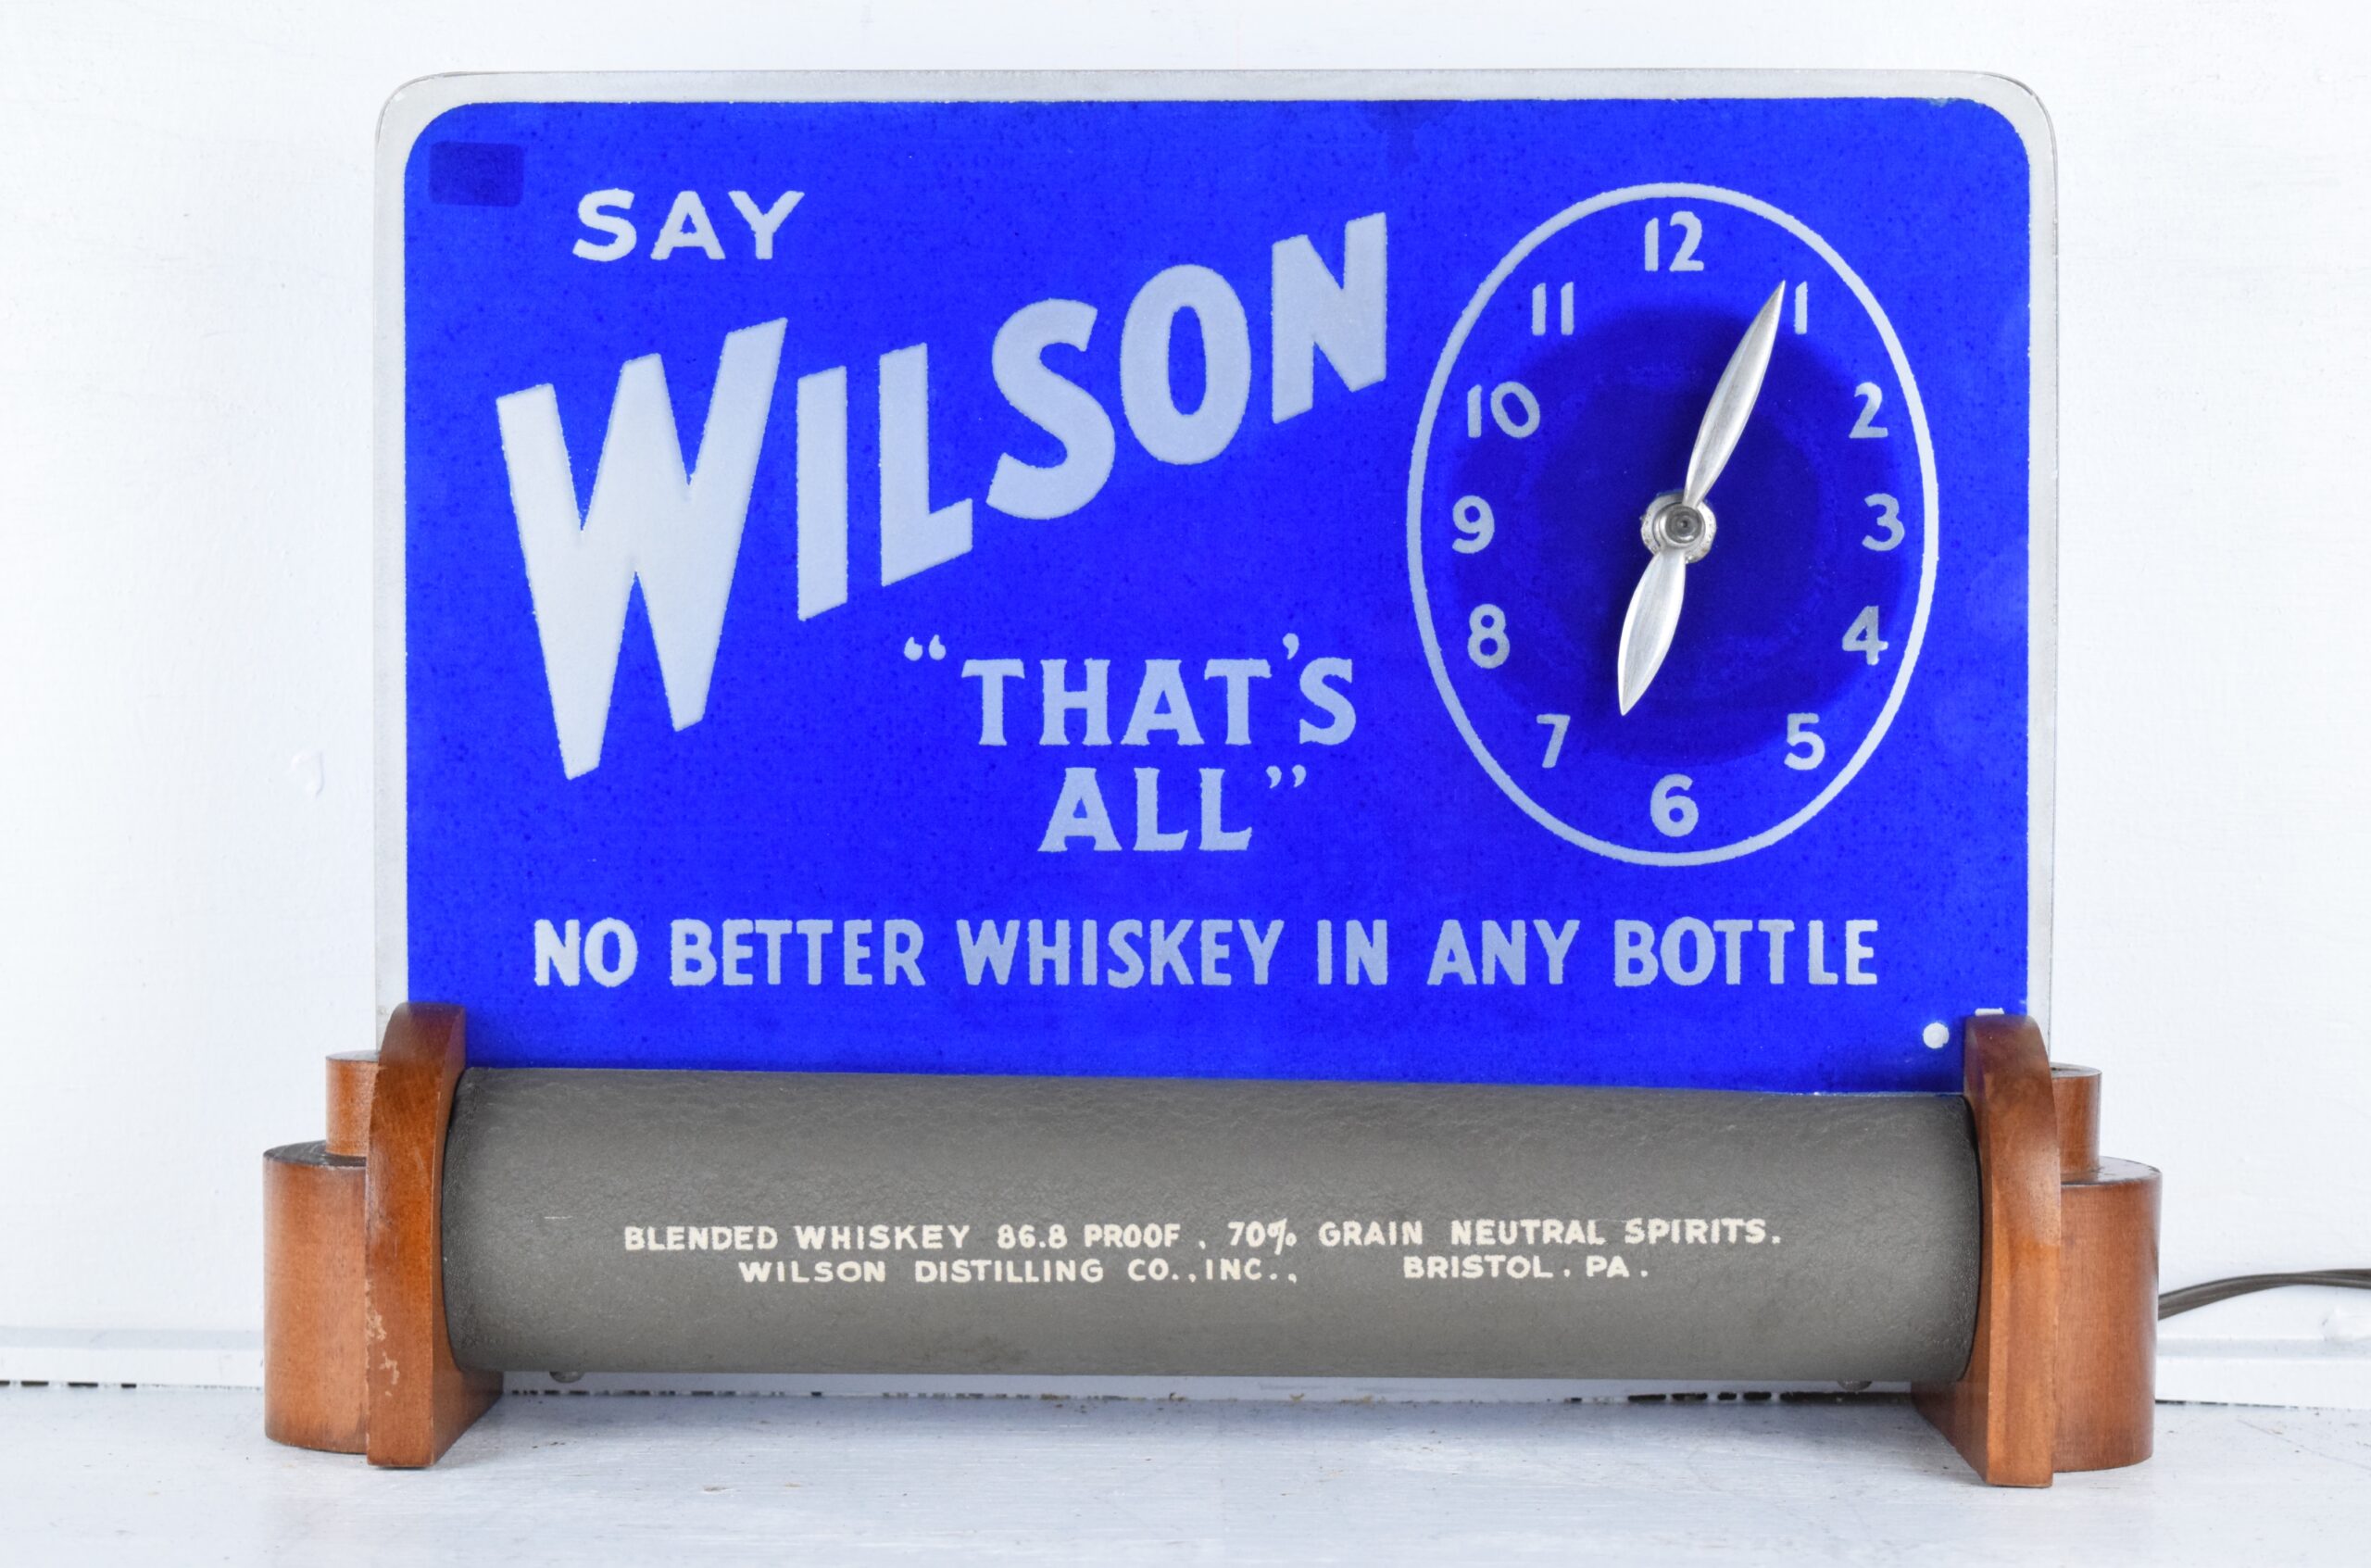 SAY
WILSON
“THAT'S
ALL”
12
11 1
10 2
9 3
8 4
7 5
6
NO BETTER WHISKEY IN ANY BOTTLE
BLENDED WHISKEY 86.8 PROOF . 70% GRAIN NEUTRAL SPIRITS.
WILSON DISTILLING CO., INC., BRISTOL . PA .